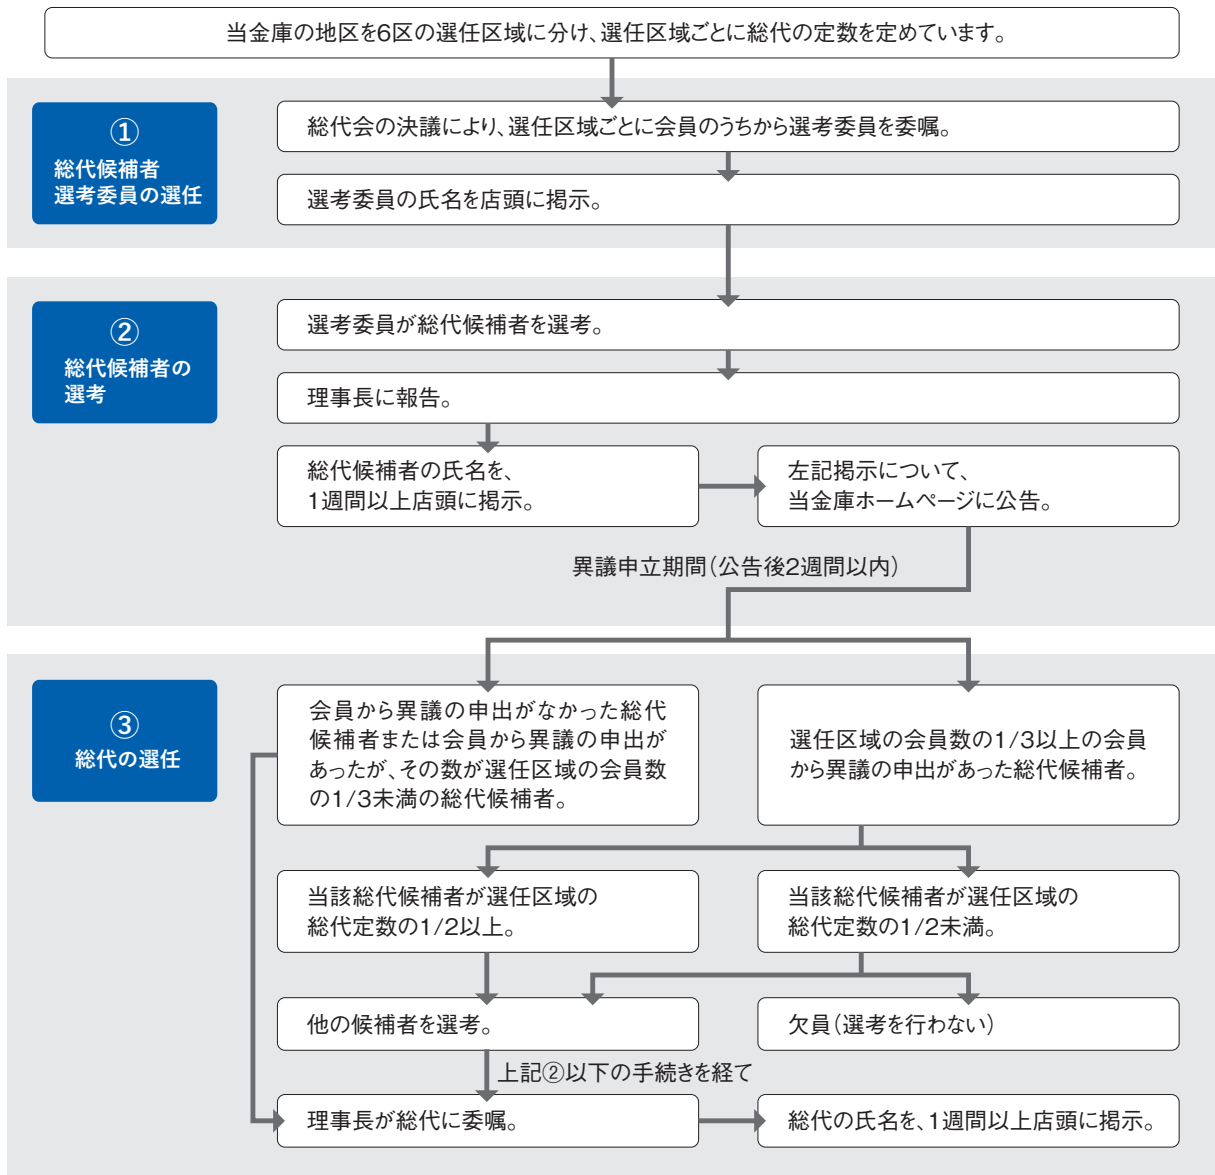 当金庫の地区を6区の選任区域に分け、選任区域ごとに総代の定数を定めています。
①
総代候補者
選考委員の選任
総代会の決議により、選任区域ごとに会員のうちから選考委員を委嘱。
選考委員の氏名を店頭に掲示。
②
総代候補者の
選考
選考委員が総代候補者を選考。
理事長に報告。
総代候補者の氏名を、
1週間以上店頭に掲示。
左記掲示について、
当金庫ホームページに公告。
異議申立期間（公告後2週間以内）
③
総代の選任
会員から異議の申出がなかった総代
候補者または会員から異議の申出が
あったが、その数が選任区域の会員数
の1/3未満の総代候補者。
選任区域の会員数の1/3以上の会員
から異議の申出があった総代候補者。
当該総代候補者が選任区域の
総代定数の1/2以上。
当該総代候補者が選任区域の
総代定数の1/2未満。
他の候補者を選考。
欠員（選考を行わない）
上記②以下の手続きを経て
理事長が総代に委嘱。
総代の氏名を、1週間以上店頭に掲示。